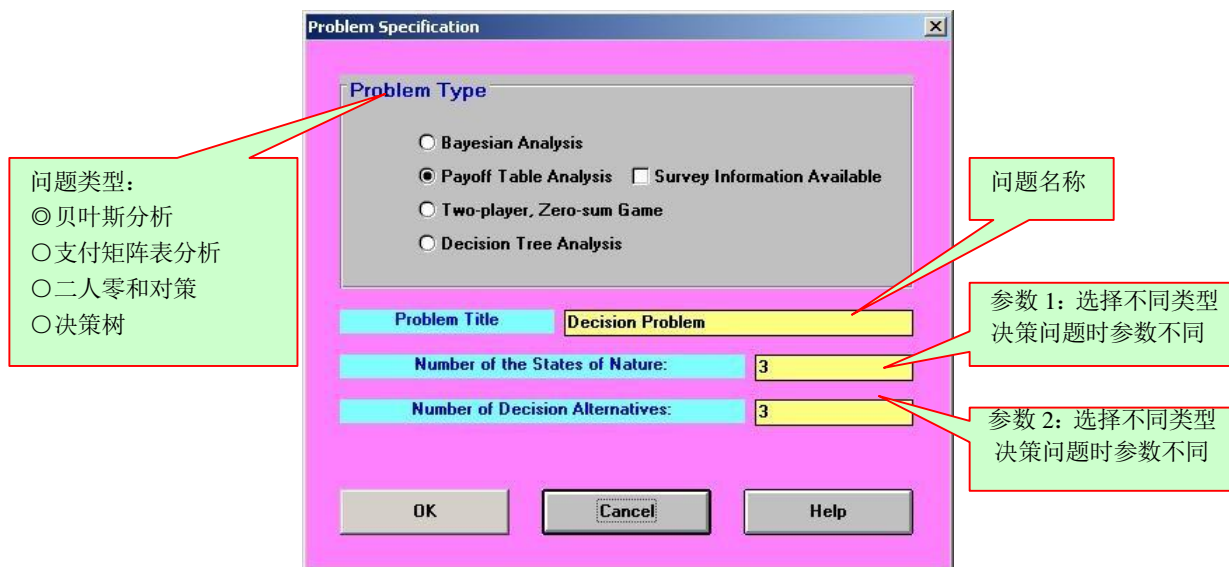 Problem Specification
Problem Type
Bayesian Analysis
Payoff Table Analysis
Survey Information Available
Two-player, Zero-sum Game
Decision Tree Analysis
问题类型：
◎贝叶斯分析
〇支付矩阵表分析
〇二人零和对策
〇决策树
问题名称
Problem Title
Decision Problem
参数 1：选择不同类型
决策问题时参数不同
Number of the States of Nature:
3
Number of Decision Alternatives:
3
参数 2：选择不同类型
决策问题时参数不同
OK
Cancel
Help